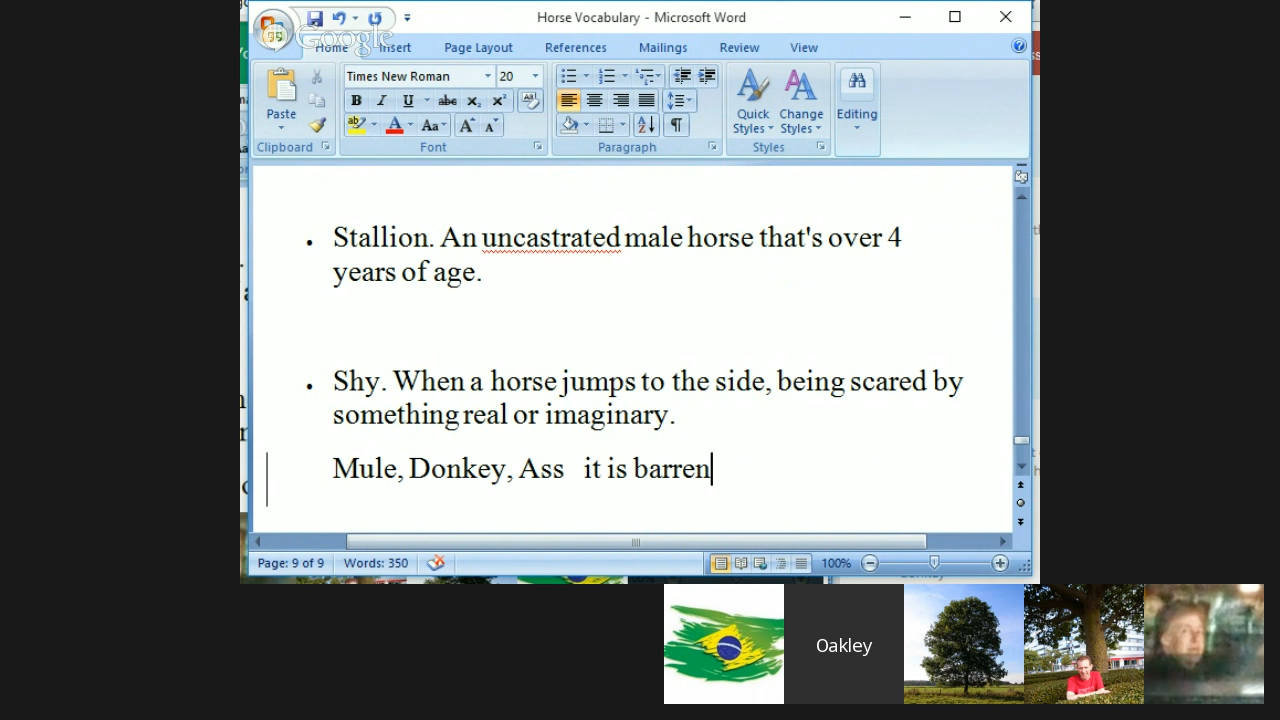 Horse Vocabulary - Microsoft Word
Google
Home Insert Page Layout References Mailings Review View
Times New Roman 20
Paste
Quick Styles
Change Styles
Editing
Clipboard Font Paragraph Styles
• Stallion. An uncastrated male horse that's over 4
years of age.
• Shy. When a horse jumps to the side, being scared by
something real or imaginary.
Mule, Donkey, Ass it is barren
Page: 9 of 9 Words: 350 100%
Oakley